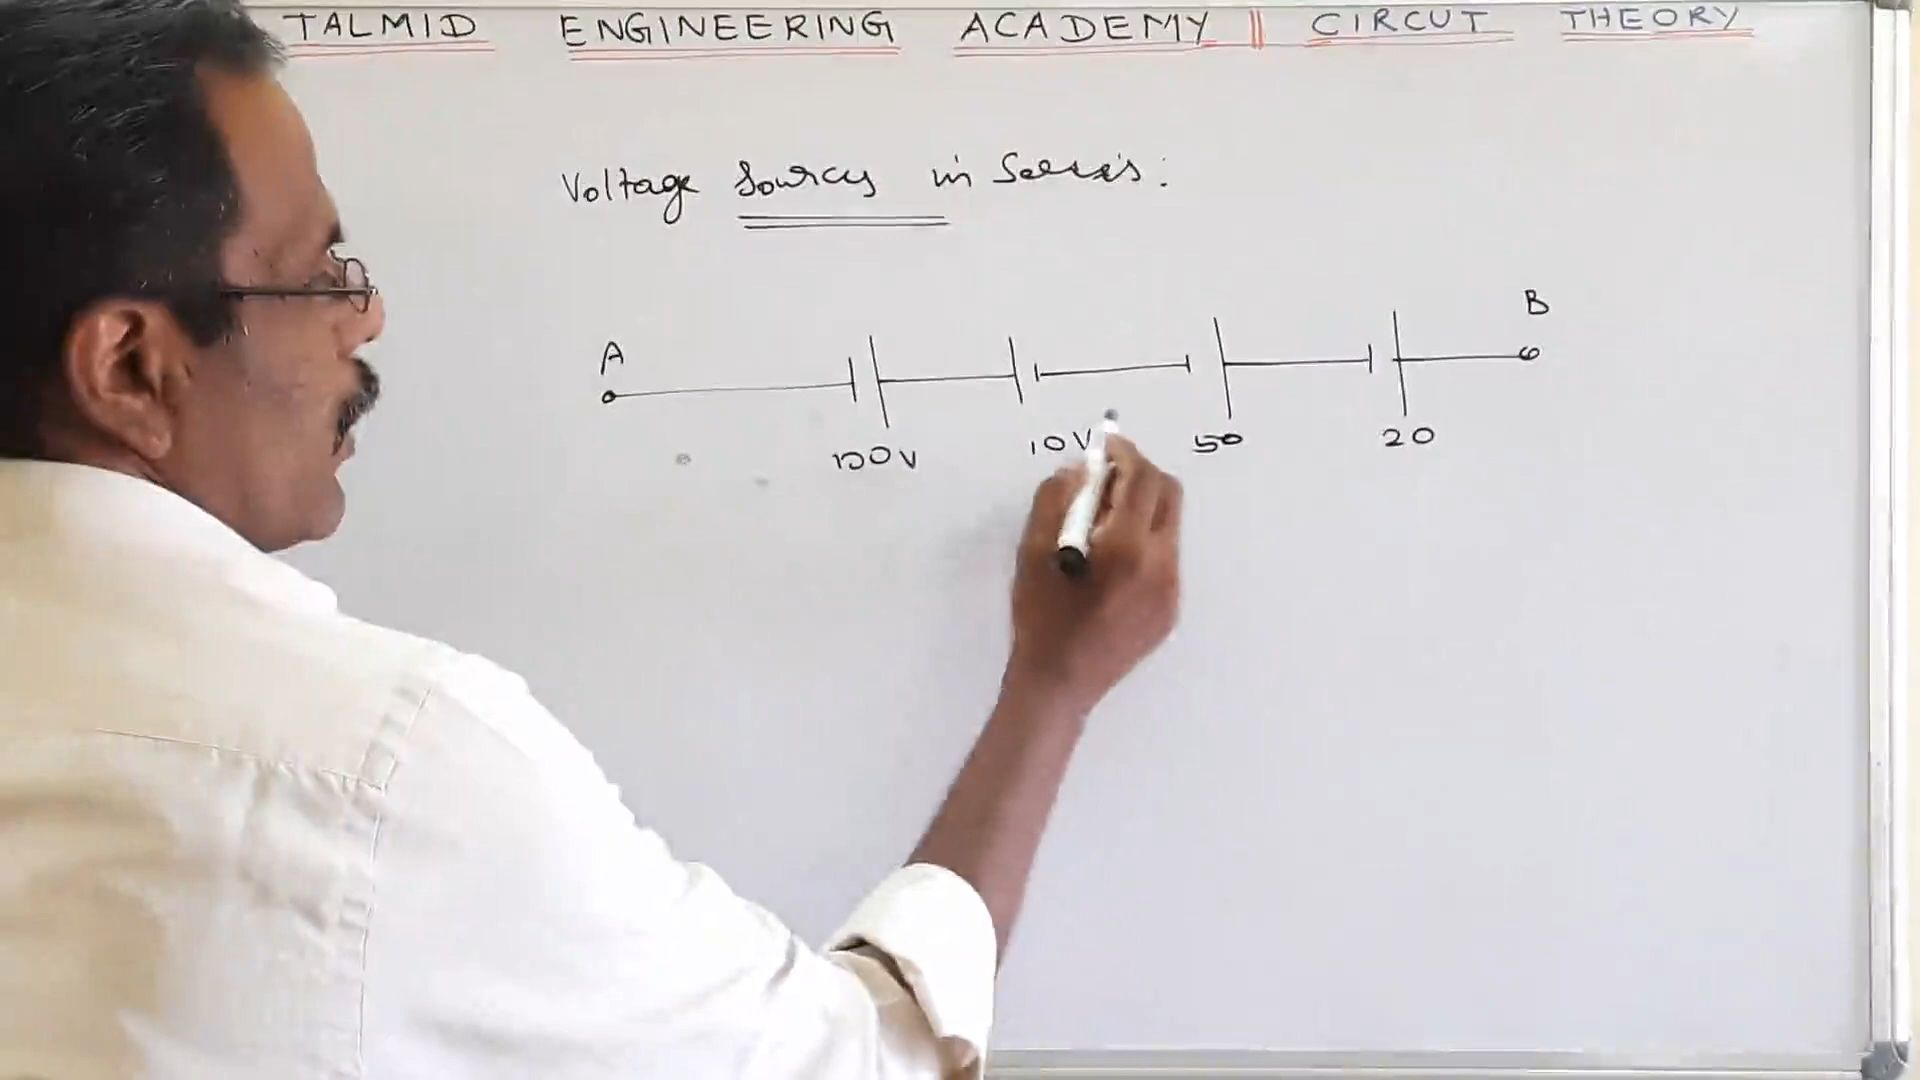 TALMID ENGINEERING ACADEMY || CIRCUT THEORY
Voltage Sources in Series:
A B
100V 10V 50 20